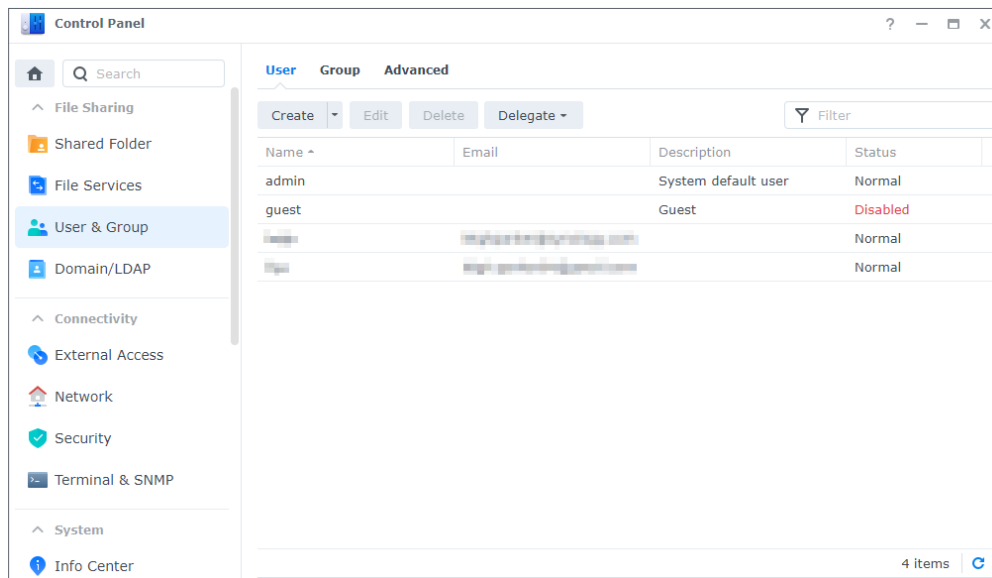 Control Panel
?
Search
User Group Advanced
File Sharing
Create Edit Delete Delegate Filter
Shared Folder
Name Email Description Status
File Services
admin System default user Normal
guest Guest Disabled
User & Group
Normal
Domain/LDAP
Normal
Connectivity
External Access
Network
Security
Terminal & SNMP
System
Info Center
4 items